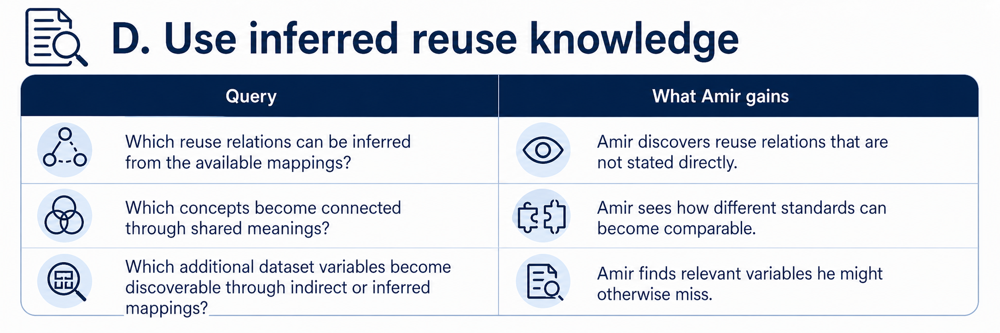 D. Use inferred reuse knowledge
Query
What Amir gains
Which reuse relations can be inferred
from the available mappings?
Amir discovers reuse relations that are
not stated directly.
Which concepts become connected
through shared meanings?
Amir sees how different standards can
become comparable.
Which additional dataset variables become
discoverable through indirect or inferred
mappings?
Amir finds relevant variables he might
otherwise miss.